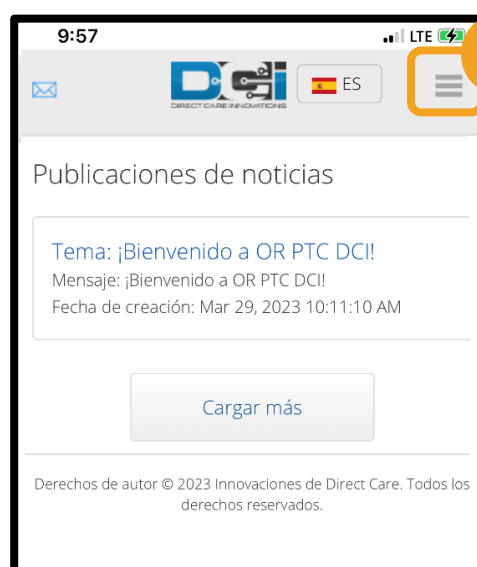 9:57
LTE
DCi
DIRECT CARE INNOVATIONS
ES
Publicaciones de noticias
Tema: ¡Bienvenido a OR PTC DCI!
Mensaje: ¡Bienvenido a OR PTC DCI!
Fecha de creación: Mar 29, 2023 10:11:10 AM
Cargar más
Derechos de autor © 2023 Innovaciones de Direct Care. Todos los
derechos reservados.